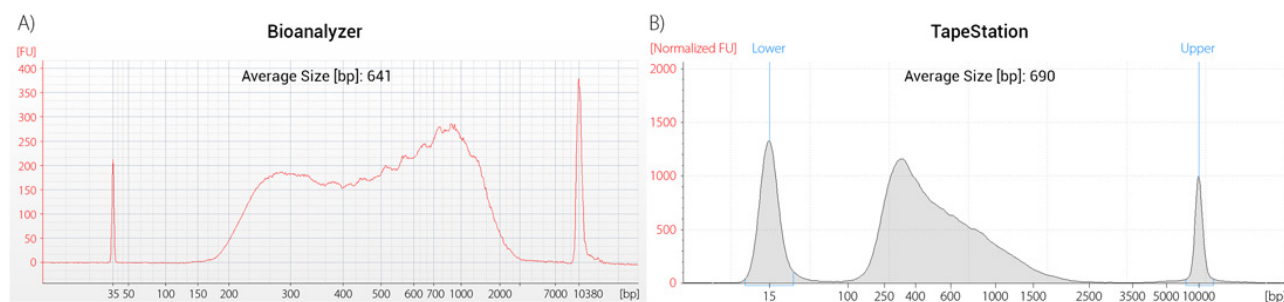 A)
Bioanalyzer
[FU]
Average Size [bp]: 641
400
350
300
250
200
150
100
50
0
35 50 100 150 200 300 400 500 600 700 1000 2000 7000 10380 [bp]
B)
TapeStation
[Normalized FU]
Lower
Upper
Average Size [bp]: 690
2000
1500
1000
500
0
15 100 250 400 600 1000 1500 2500 3500 5000